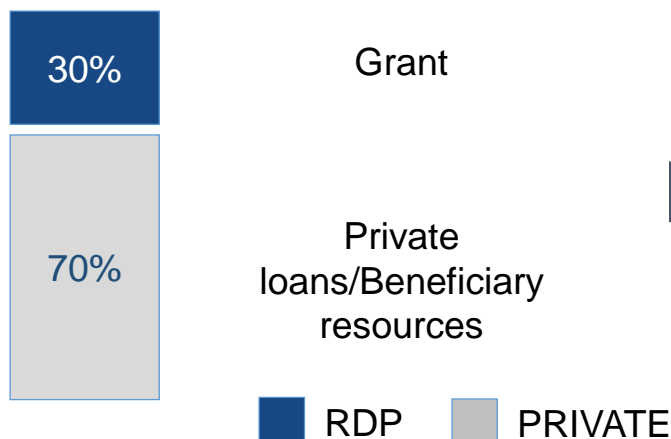 30%
Grant
70%
Private
loans/Beneficiary
resources
RDP
PRIVATE